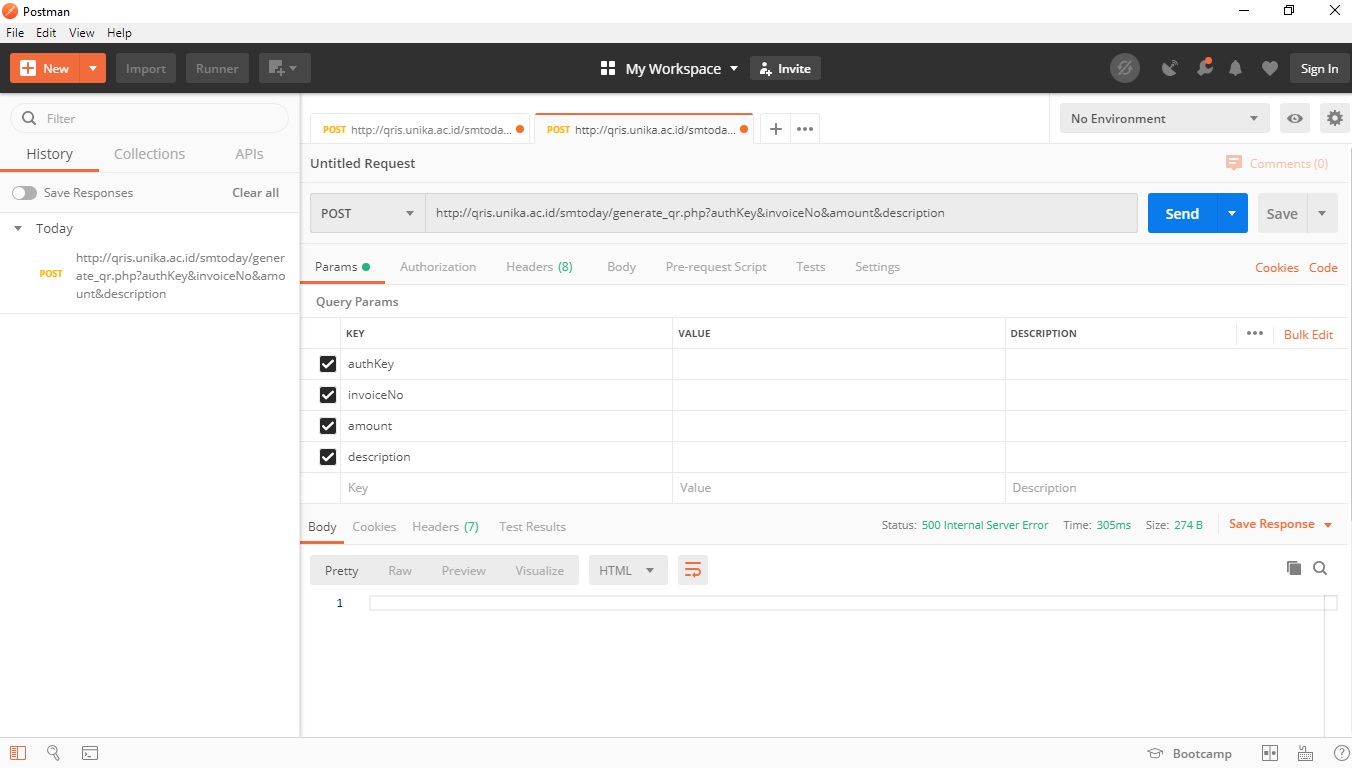 Postman
File Edit View Help
New Import Runner My Workspace Invite Sign In
Filter
History Collections APIs
Save Responses Clear all
Today
POST http://qris.unika.ac.id/smtoday/gener
ate_qr.php?authKey&invoiceNo&amo
unt&description
POST http://qris.unika.ac.id/smtoda... POST http://qris.unika.ac.id/smtoda... No Environment
Untitled Request Comments (0)
POST http://qris.unika.ac.id/smtoday/generate_qr.php?authKey&invoiceNo&amount&description Send Save
Params Authorization Headers (8) Body Pre-request Script Tests Settings Cookies Code
Query Params
KEY VALUE DESCRIPTION Bulk Edit
authKey
invoiceNo
amount
description
Key Value Description
Body Cookies Headers (7) Test Results Status: 500 Internal Server Error Time: 305ms Size: 274 B Save Response
Pretty Raw Preview Visualize HTML
1
Bootcamp